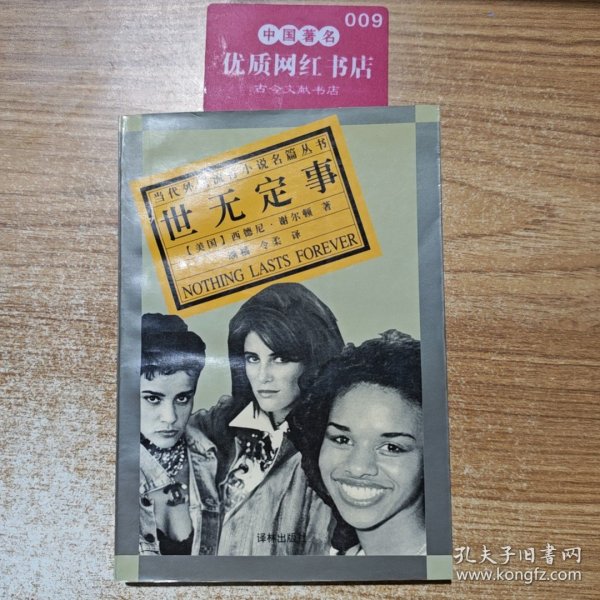 009
中国著名
优质网红书店
古今文献书店
当代外国流行小说名篇丛书
世无定事
【美国】西德尼·谢尔顿 著
令柔 译
NOTHING LASTS FOREVER
译林出版社
孔夫子旧书网
www.kongfz.com